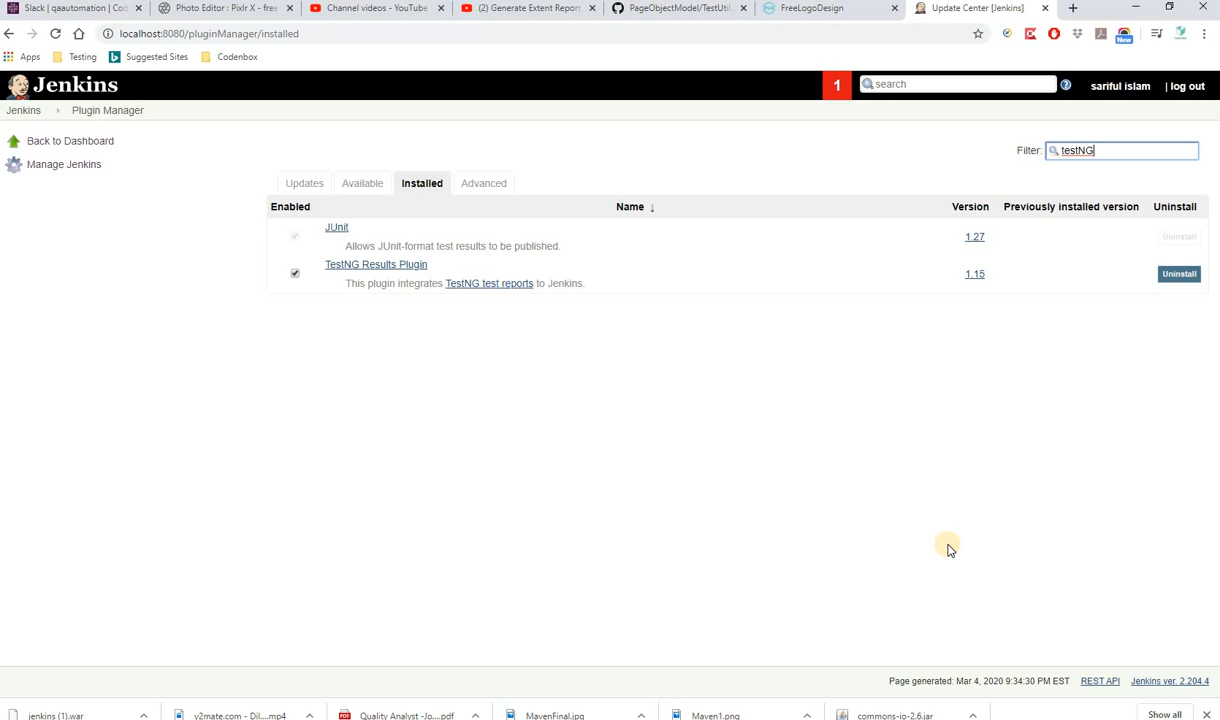 Slack | qaautomation | Coc
Photo Editor : Pixlr X - free
Channel videos - YouTube
(2) Generate Extent Report
PageObjectModel/TestUtil
FreeLogoDesign
Update Center [Jenkins]
localhost:8080/pluginManager/installed
New
Apps
Testing
Suggested Sites
Codenbox
Jenkins
1
search
sariful islam
| log out
Jenkins
Plugin Manager
Back to Dashboard
Manage Jenkins
Filter: testNG
Updates
Available
Installed
Advanced
Enabled
Name ↓
Version
Previously installed version
Uninstall
JUnit
Allows JUnit-format test results to be published.
1.27
Uninstall
TestNG Results Plugin
This plugin integrates TestNG test reports to Jenkins.
1.15
Uninstall
Page generated: Mar 4, 2020 9:34:30 PM EST
REST API
Jenkins ver. 2.204.4
jenkins (1).war
y2mate.com - Dil....mp4
Quality Analyst -Jo....pdf
MavenFinal.jpg
Maven1.png
commons-io-2.6.jar
Show all